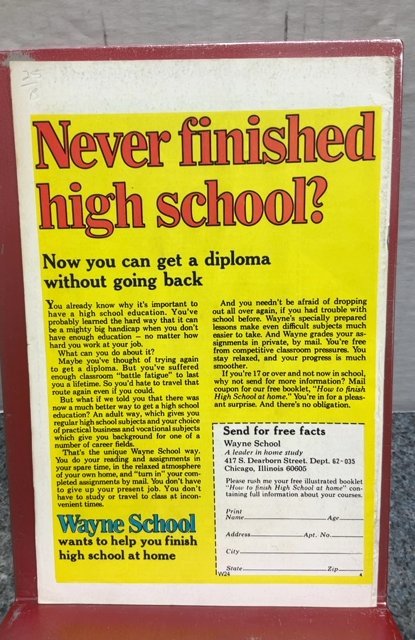 25
Never finished
high school?
Now you can get a diploma
without going back
You already know why it's important to
have a high school education. You've
probably learned the hard way that it can
be a mighty big handicap when you don't
have enough education – no matter how
hard you work at your job.
What can you do about it?
Maybe you've thought of trying again
to get a diploma. But you've suffered
enough classroom "battle fatigue" to last
you a lifetime. So you'd hate to travel that
route again even if you could.
But what if we told you that there was
now a much better way to get a high school
education? An adult way, which gives you
regular high school subjects and your choice
of practical business and vocational subjects
which give you background for one of a
number of career fields.
That's the unique Wayne School way.
You do your reading and assignments in
your spare time, in the relaxed atmosphere
of your own home, and "turn in" your com-
pleted assignments by mail. You don't have
to give up your present job. You don't
have to study or travel to class at incon-
venient times.
Wayne School
wants to help you finish
high school at home
And you needn't be afraid of dropping
out all over again, if you had trouble with
school before. Wayne's specially prepared
lessons make even difficult subjects much
easier to take. And Wayne grades your as-
signments in private, by mail. You're free
from competitive classroom pressures. You
stay relaxed, and your progress is much
smoother.
If you're 17 or over and not now in school,
why not send for more information? Mail
coupon for our free booklet, "How to finish
High School at home." You're in for a pleas-
ant surprise. And there's no obligation.
Send for free facts
Wayne School
A leader in home study
417 S. Dearborn Street. Dept. 62-035
Chicago, Illinois 60605
Please rush me your free illustrated booklet
"How to finish High School at home" con-
taining full information about your courses.
Print
Name Age
Address Apt. No.
City
State Zip
W24 4